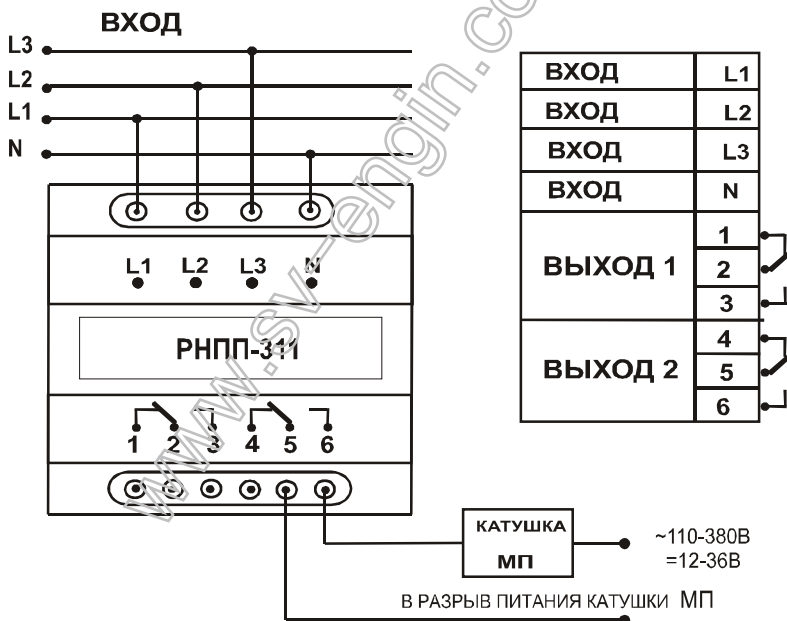 ВХОД
L3
L2
L1
N
L1 L2 L3 N
РНПП-311
1 2 3 4 5 6
КАТУШКА
МП
~110-380В
=12-36В
В РАЗРЫВ ПИТАНИЯ КАТУШКИ МП
ВХОД L1
ВХОД L2
ВХОД L3
ВХОД N
ВЫХОД 1
1
2
3
ВЫХОД 2
4
5
6
www.sv-engin.co